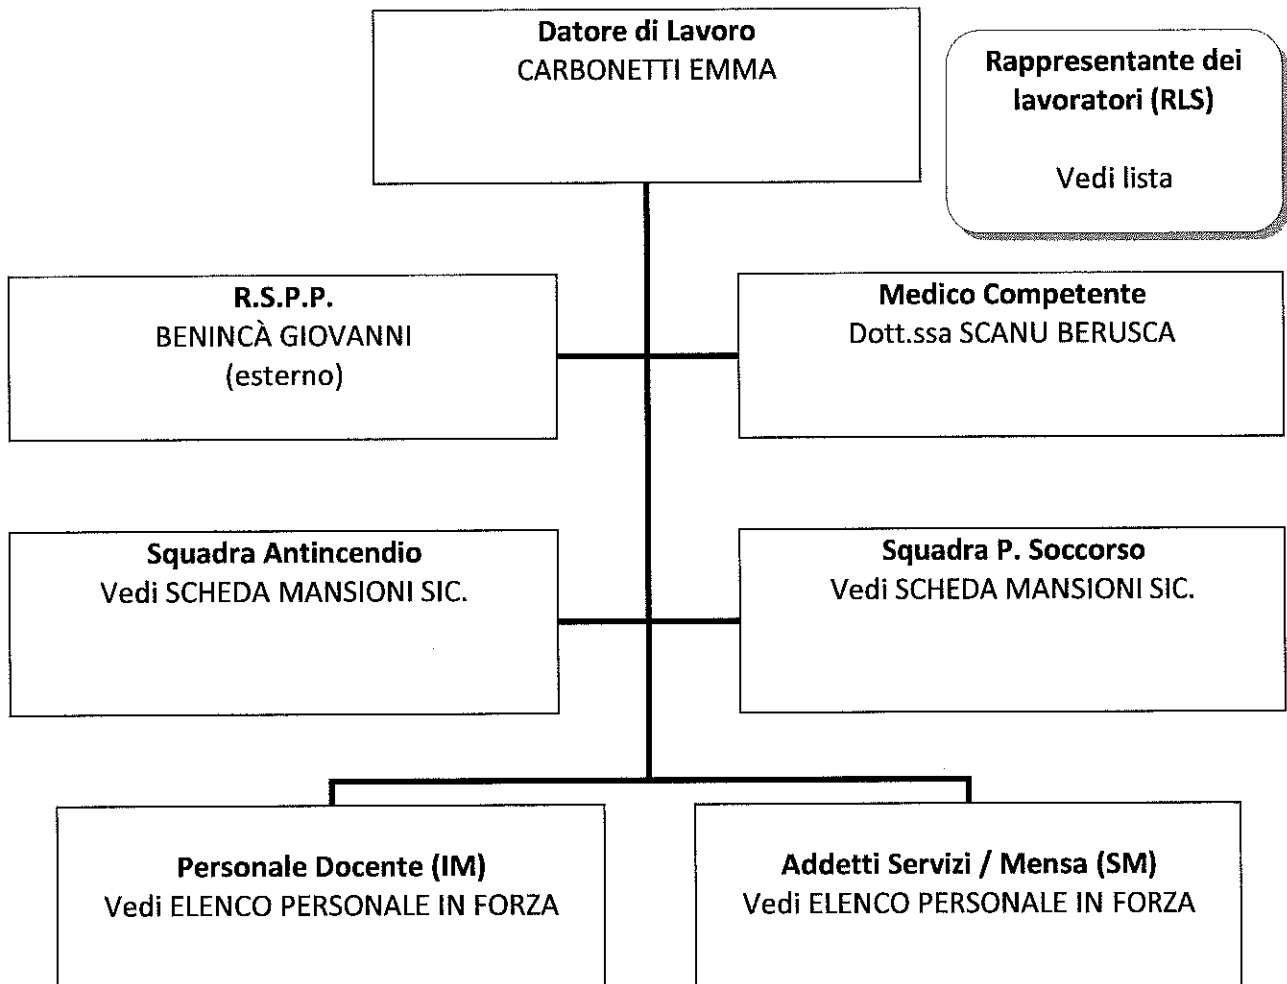 Datore di Lavoro
CARBONETTI EMMA
Rappresentante dei
lavoratori (RLS)
Vedi lista
R.S.P.P.
BENINCÀ GIOVANNI
(esterno)
Medico Competente
Dott.ssa SCANU BERUSCA
Squadra Antincendio
Vedi SCHEDA MANSIONI SIC.
Squadra P. Soccorso
Vedi SCHEDA MANSIONI SIC.
Personale Docente (IM)
Vedi ELENCO PERSONALE IN FORZA
Addetti Servizi / Mensa (SM)
Vedi ELENCO PERSONALE IN FORZA